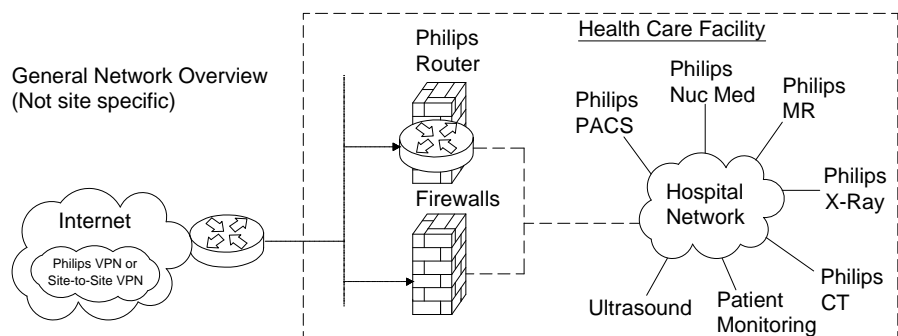 General Network Overview
(Not site specific)
Health Care Facility
Philips
Router
Firewalls
Internet
Philips VPN or
Site-to-Site VPN
Philips
PACS
Philips
Nuc Med
Philips
MR
Hospital
Network
Philips
X-Ray
Ultrasound
Patient
Monitoring
Philips
CT